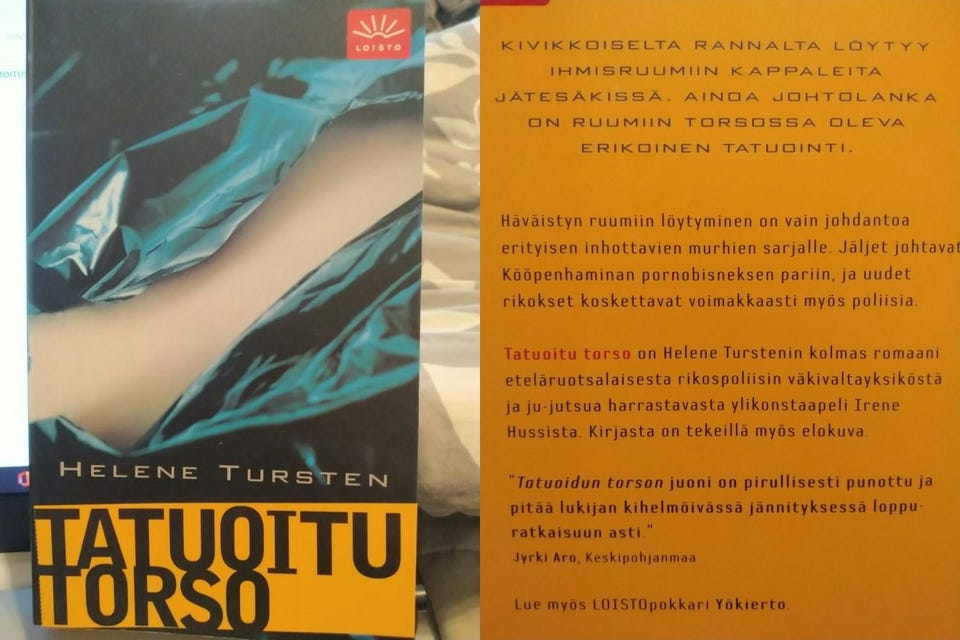 LOISTO
HELENE TURSTEN
TATUOITU
TORSO
KIVIKKOISELTA RANNALTA LÖYTYY
IHMISRUUMIIN KAPPALEITA
JÄTESÄKISSÄ. AINOA JOHTOLANKA
ON RUUMIIN TORSOSSA OLEVA
ERIKOINEN TATUOINTI.
Häväistyn ruumiin löytyminen on vain johdantoa
erityisen inhottavien murhien sarjalle. Jäljet johtavat
Kööpenhaminan pornobisneksen pariin, ja uudet
rikokset koskettavat voimakkaasti myös poliisia.
Tatuoitu torso on Helene Turstenin kolmas romaani
eteläruotsalaisesta rikospoliisin väkivaltayksiköstä
ja ju-jutsua harrastavasta ylikonstaapeli Irene
Hussista. Kirjasta on tekeillä myös elokuva.
"Tatuoidun torson juoni on pirullisesti punottu ja
pitää lukijan kihelmöivässä jännityksessä loppu-
ratkaisuun asti."
Jyrki Aro, Keskipohjanmaa
Lue myös LOISTOpokkari Yökierto.